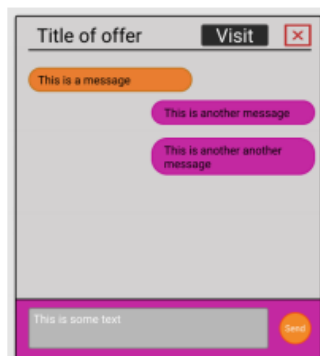 Title of offer Visit
This is a message
This is another message
This is another another
message
This is some text
Send